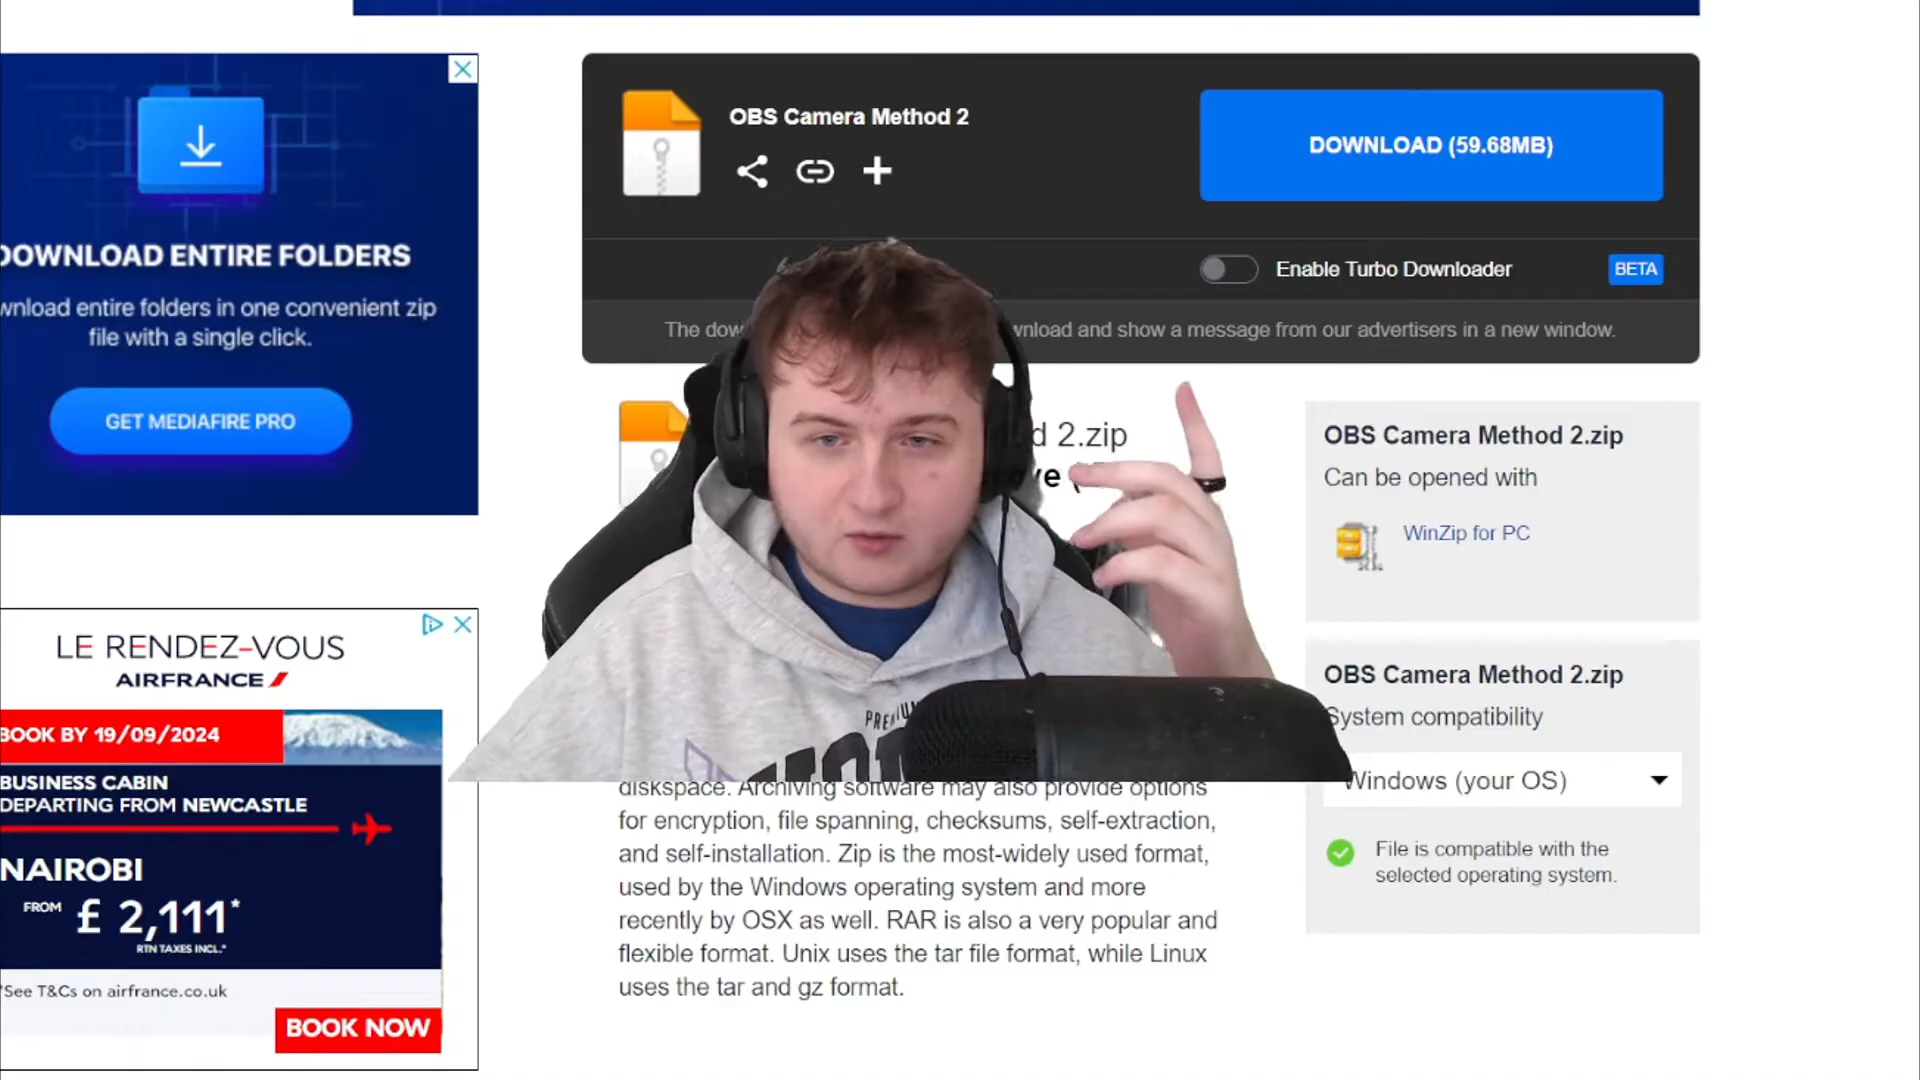 DOWNLOAD ENTIRE FOLDERS
wnload entire folders in one convenient zip
file with a single click.
GET MEDIAFIRE PRO
OBS Camera Method 2
DOWNLOAD (59.68MB)
Enable Turbo Downloader
BETA
The dow
wnload and show a message from our advertisers in a new window.
d 2.zip
ve (
OBS Camera Method 2.zip
Can be opened with
WinZip for PC
LE RENDEZ-VOUS
AIRFRANCE
BOOK BY 19/09/2024
BUSINESS CABIN
DEPARTING FROM NEWCASTLE
NAIROBI
FROM £ 2,111*
RTN TAXES INCL.*
*See T&Cs on airfrance.co.uk
BOOK NOW
PREMIUM
OBS Camera Method 2.zip
System compatibility
Windows (your OS)
File is compatible with the
selected operating system.
diskspace. Archiving software may also provide options
for encryption, file spanning, checksums, self-extraction,
and self-installation. Zip is the most-widely used format,
used by the Windows operating system and more
recently by OSX as well. RAR is also a very popular and
flexible format. Unix uses the tar file format, while Linux
uses the tar and gz format.